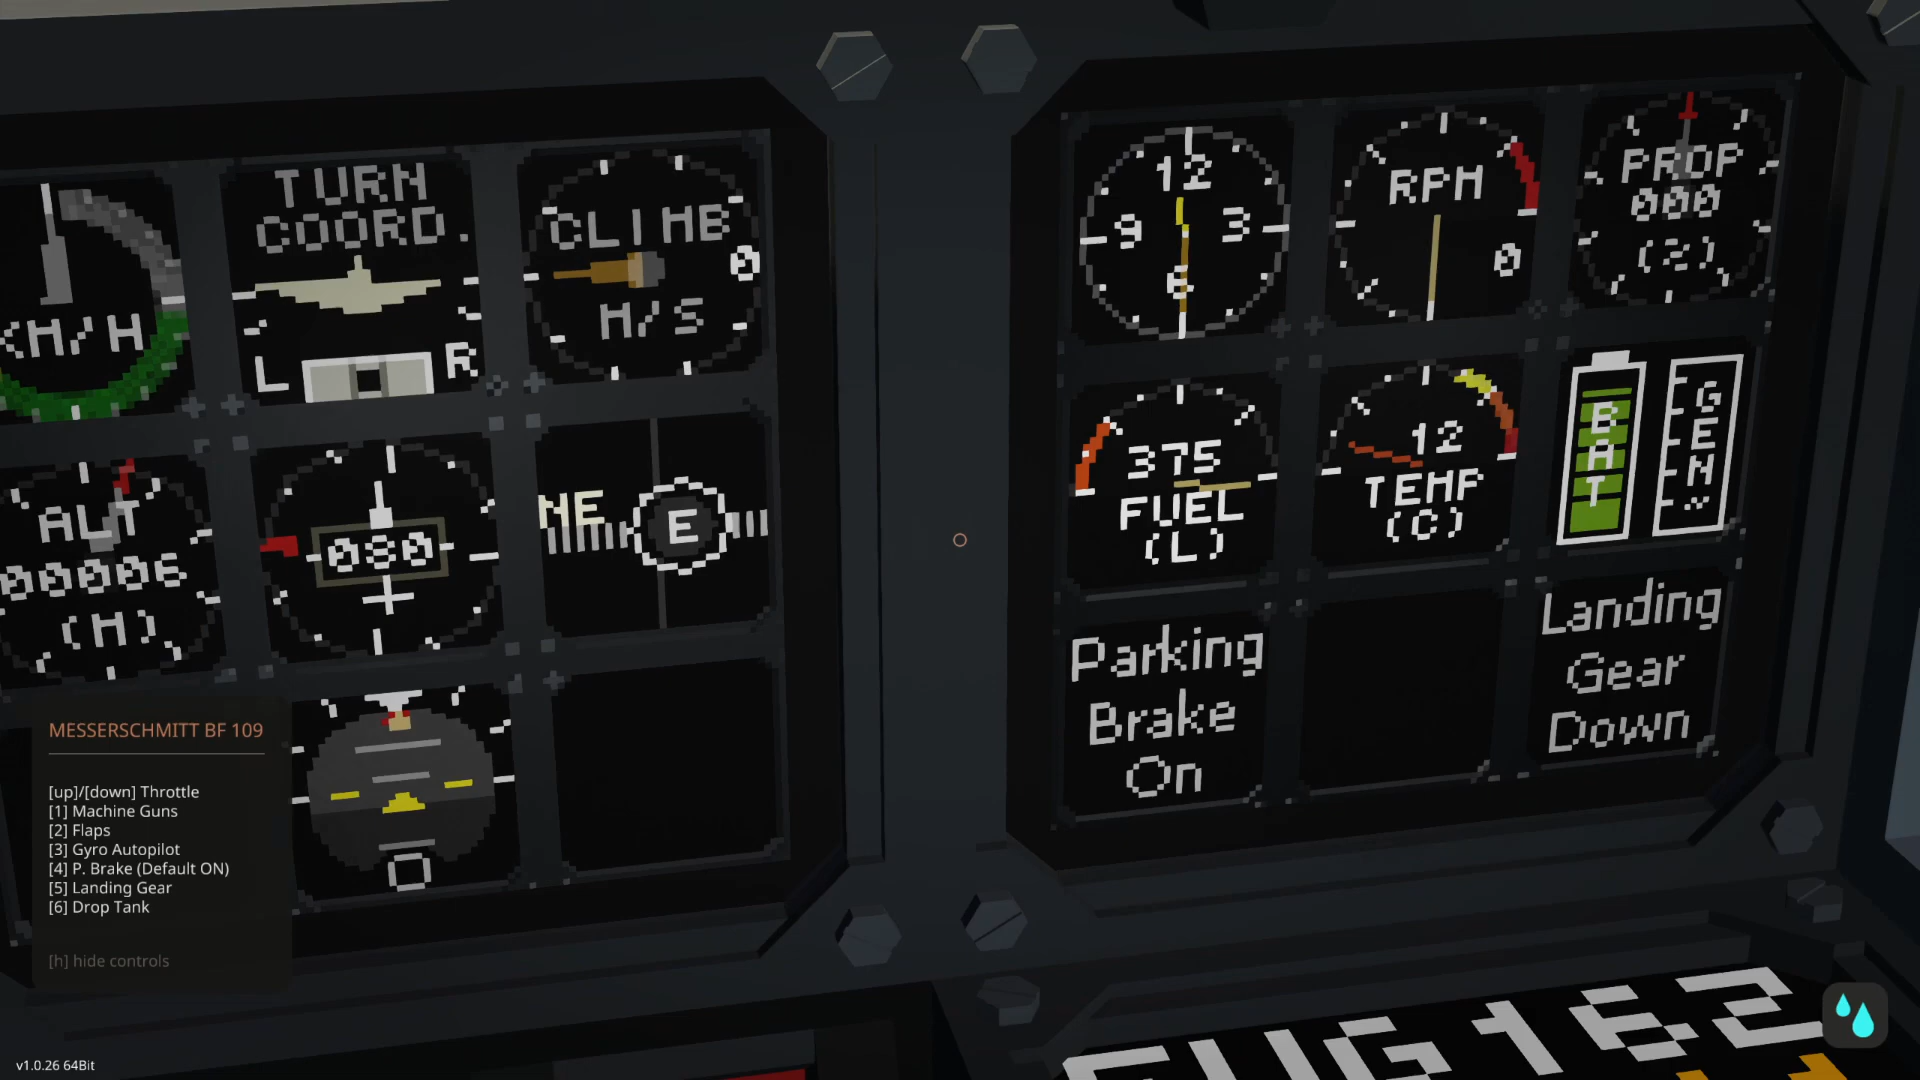 TURN
COORD.
L R
CLIMB
0
M/S
KM/H
ALT
00006
(M)
080
NE
E
12
9 3
6
RPM
0
PROP
000
(%)
375
FUEL
(L)
12
TEMP
(C)
BAT
GEN
Parking
Brake
On
Landing
Gear
Down
MESSERSCHMITT BF 109
[up]/[down] Throttle
[1] Machine Guns
[2] Flaps
[3] Gyro Autopilot
[4] P. Brake (Default ON)
[5] Landing Gear
[6] Drop Tank
[h] hide controls
v1.0.26 64Bit